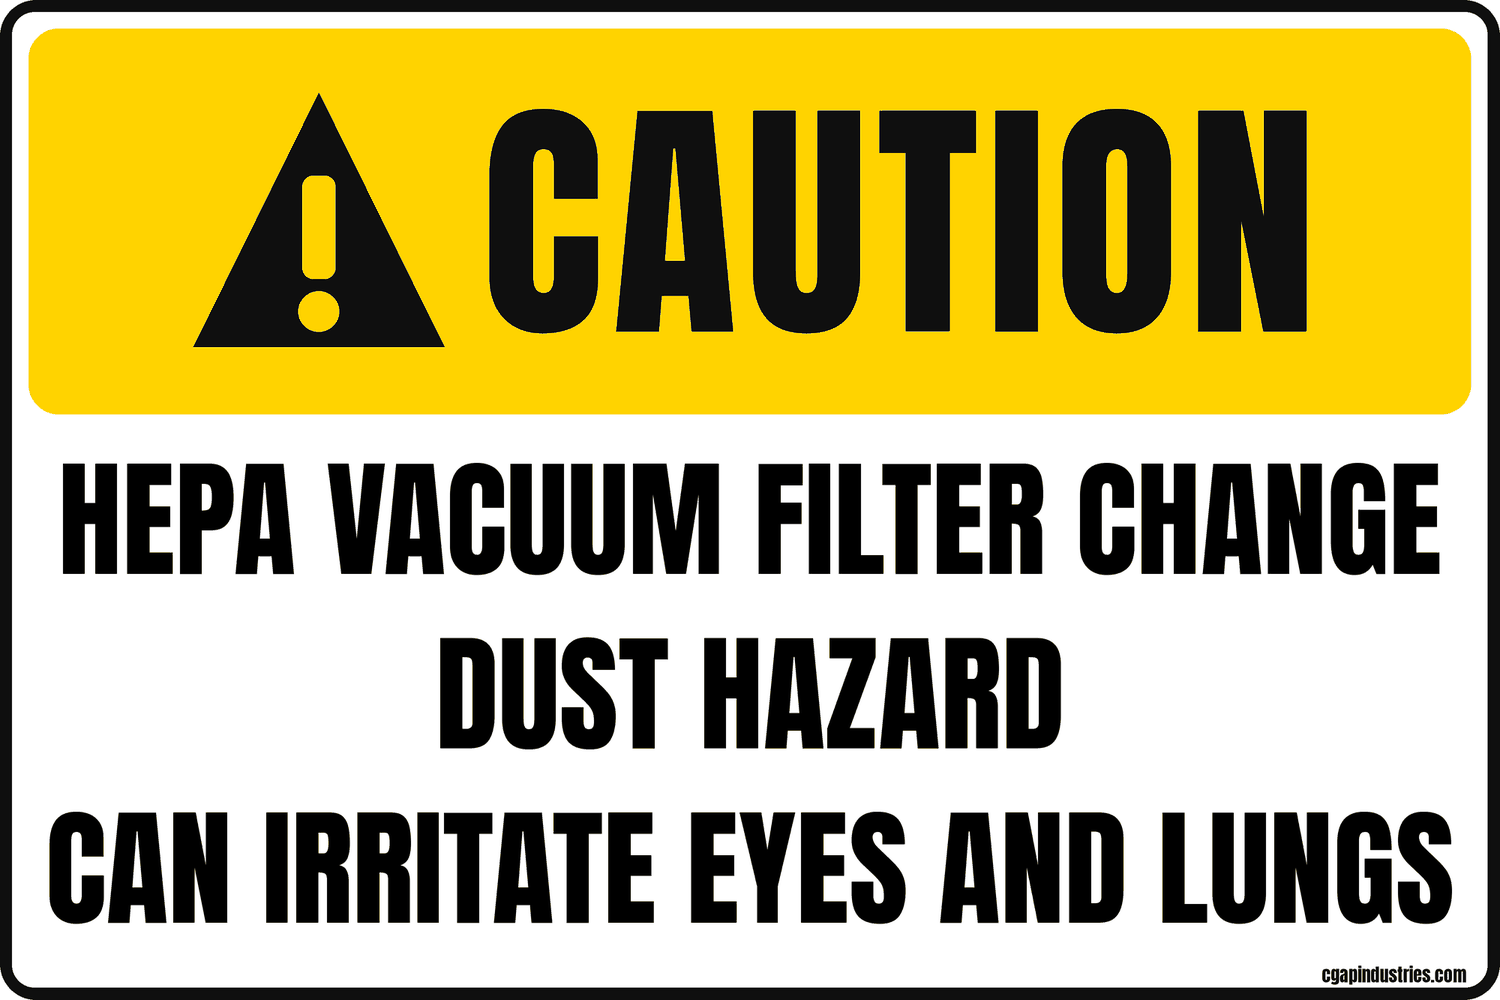 CAUTION
HEPA VACUUM FILTER CHANGE
DUST HAZARD
CAN IRRITATE EYES AND LUNGS
cgapindustries.com